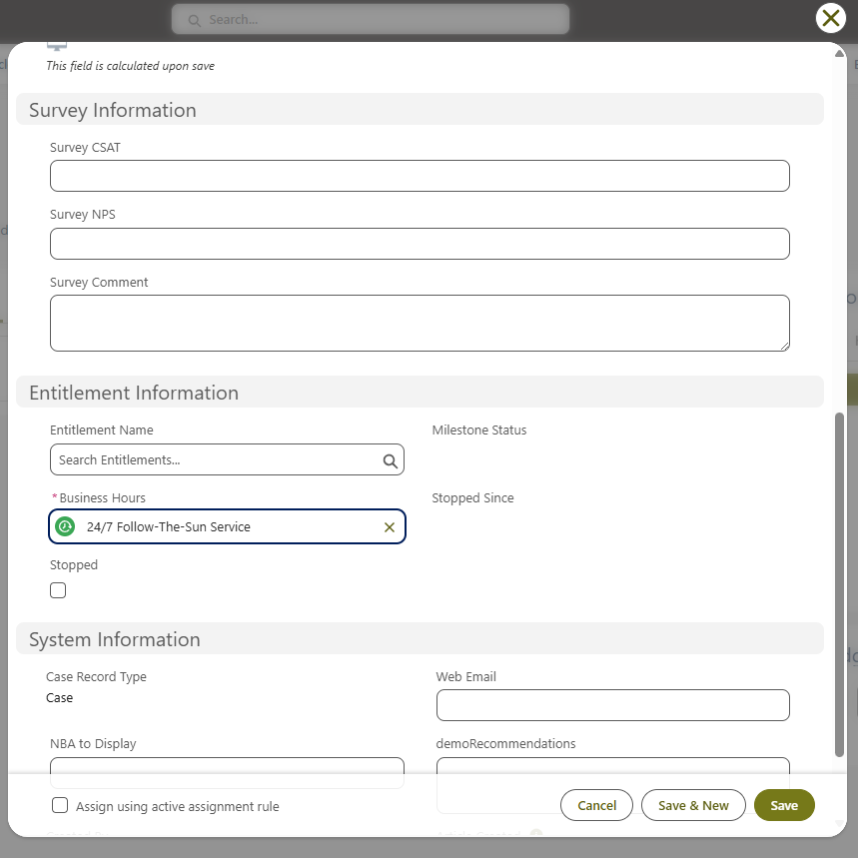 Search...
This field is calculated upon save
Survey Information
Survey CSAT
Survey NPS
Survey Comment
Entitlement Information
Entitlement Name
Milestone Status
Search Entitlements...
*Business Hours
Stopped Since
24/7 Follow-The-Sun Service
Stopped
System Information
Case Record Type
Web Email
Case
NBA to Display
demoRecommendations
Assign using active assignment rule
Cancel
Save & New
Save